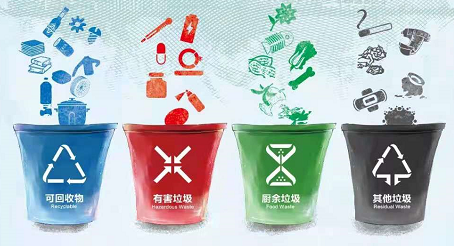 可回收物
Recyclable
有害垃圾
Hazardous Waste
厨余垃圾
Food Waste
其他垃圾
Residual Waste